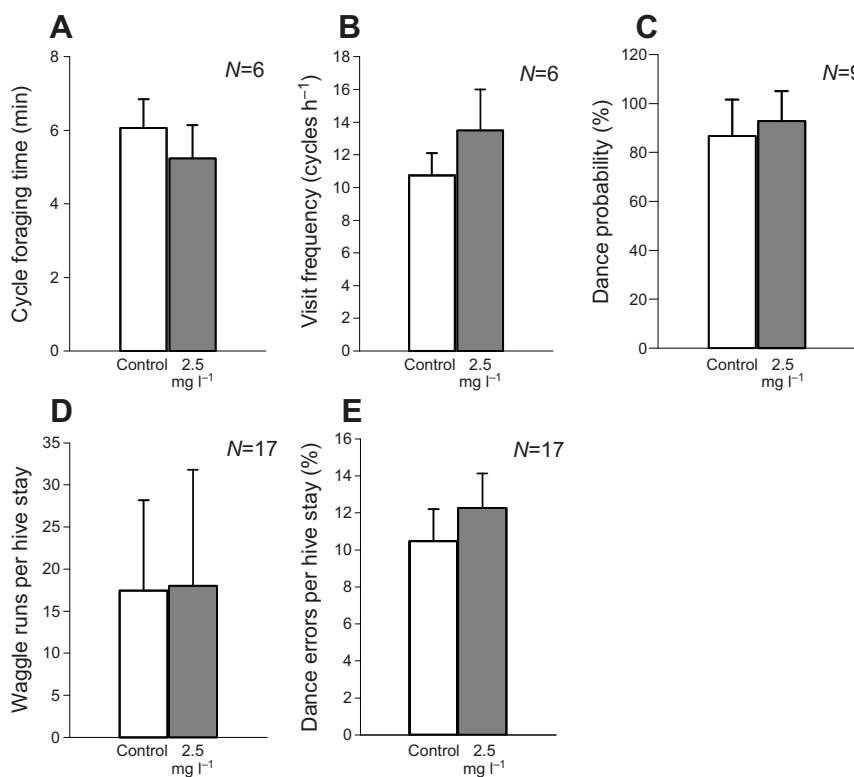 A
Cycle foraging time (min)
8
6
4
2
0
N=6
Control 2.5
mg l⁻¹
B
Visit frequency (cycles h⁻¹)
18
16
14
12
10
8
6
4
2
0
N=6
Control 2.5
mg l⁻¹
C
Dance probability (%)
120
100
80
60
40
20
0
N=9
Control 2.5
mg l⁻¹
D
Waggle runs per hive stay
35
30
25
20
15
10
5
0
N=17
Control 2.5
mg l⁻¹
E
Dance errors per hive stay (%)
16
14
12
10
8
6
4
2
0
N=17
Control 2.5
mg l⁻¹